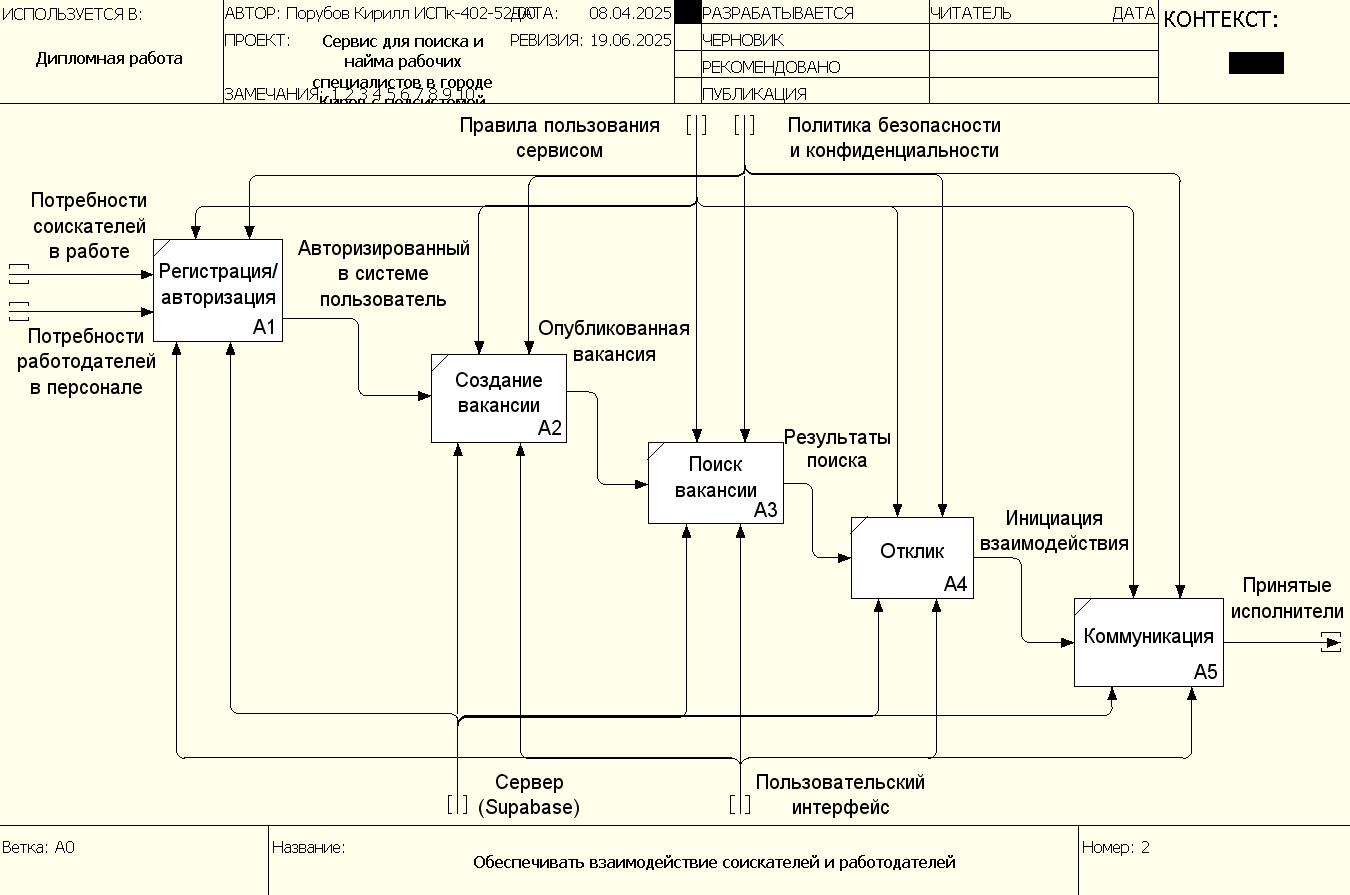 ИСПОЛЬЗУЕТСЯ В:
Дипломная работа
АВТОР: Порубов Кирилл ИСПк-402-52-00
ДАТА: 08.04.2025
ПРОЕКТ:
Сервис для поиска и
найма рабочих
специалистов в городе
Киров с подсистемой
РЕВИЗИЯ: 19.06.2025
ЗАМЕЧАНИЯ: 1 2 3 4 5 6 7 8 9 10
РАЗРАБАТЫВАЕТСЯ
ЧЕРНОВИК
РЕКОМЕНДОВАНО
ПУБЛИКАЦИЯ
ЧИТАТЕЛЬ ДАТА
КОНТЕКСТ:
Правила пользования
сервисом
Политика безопасности
и конфиденциальности
Потребности
соискателей
в работе
Потребности
работодателей
в персонале
Регистрация/
авторизация
A1
Авторизированный
в системе
пользователь
Создание
вакансии
A2
Опубликованная
вакансия
Поиск
вакансии
A3
Результаты
поиска
Отклик
A4
Инициация
взаимодействия
Коммуникация
A5
Принятые
исполнители
Сервер
(Supabase)
Пользовательский
интерфейс
Ветка: A0
Название:
Обеспечивать взаимодействие соискателей и работодателей
Номер: 2